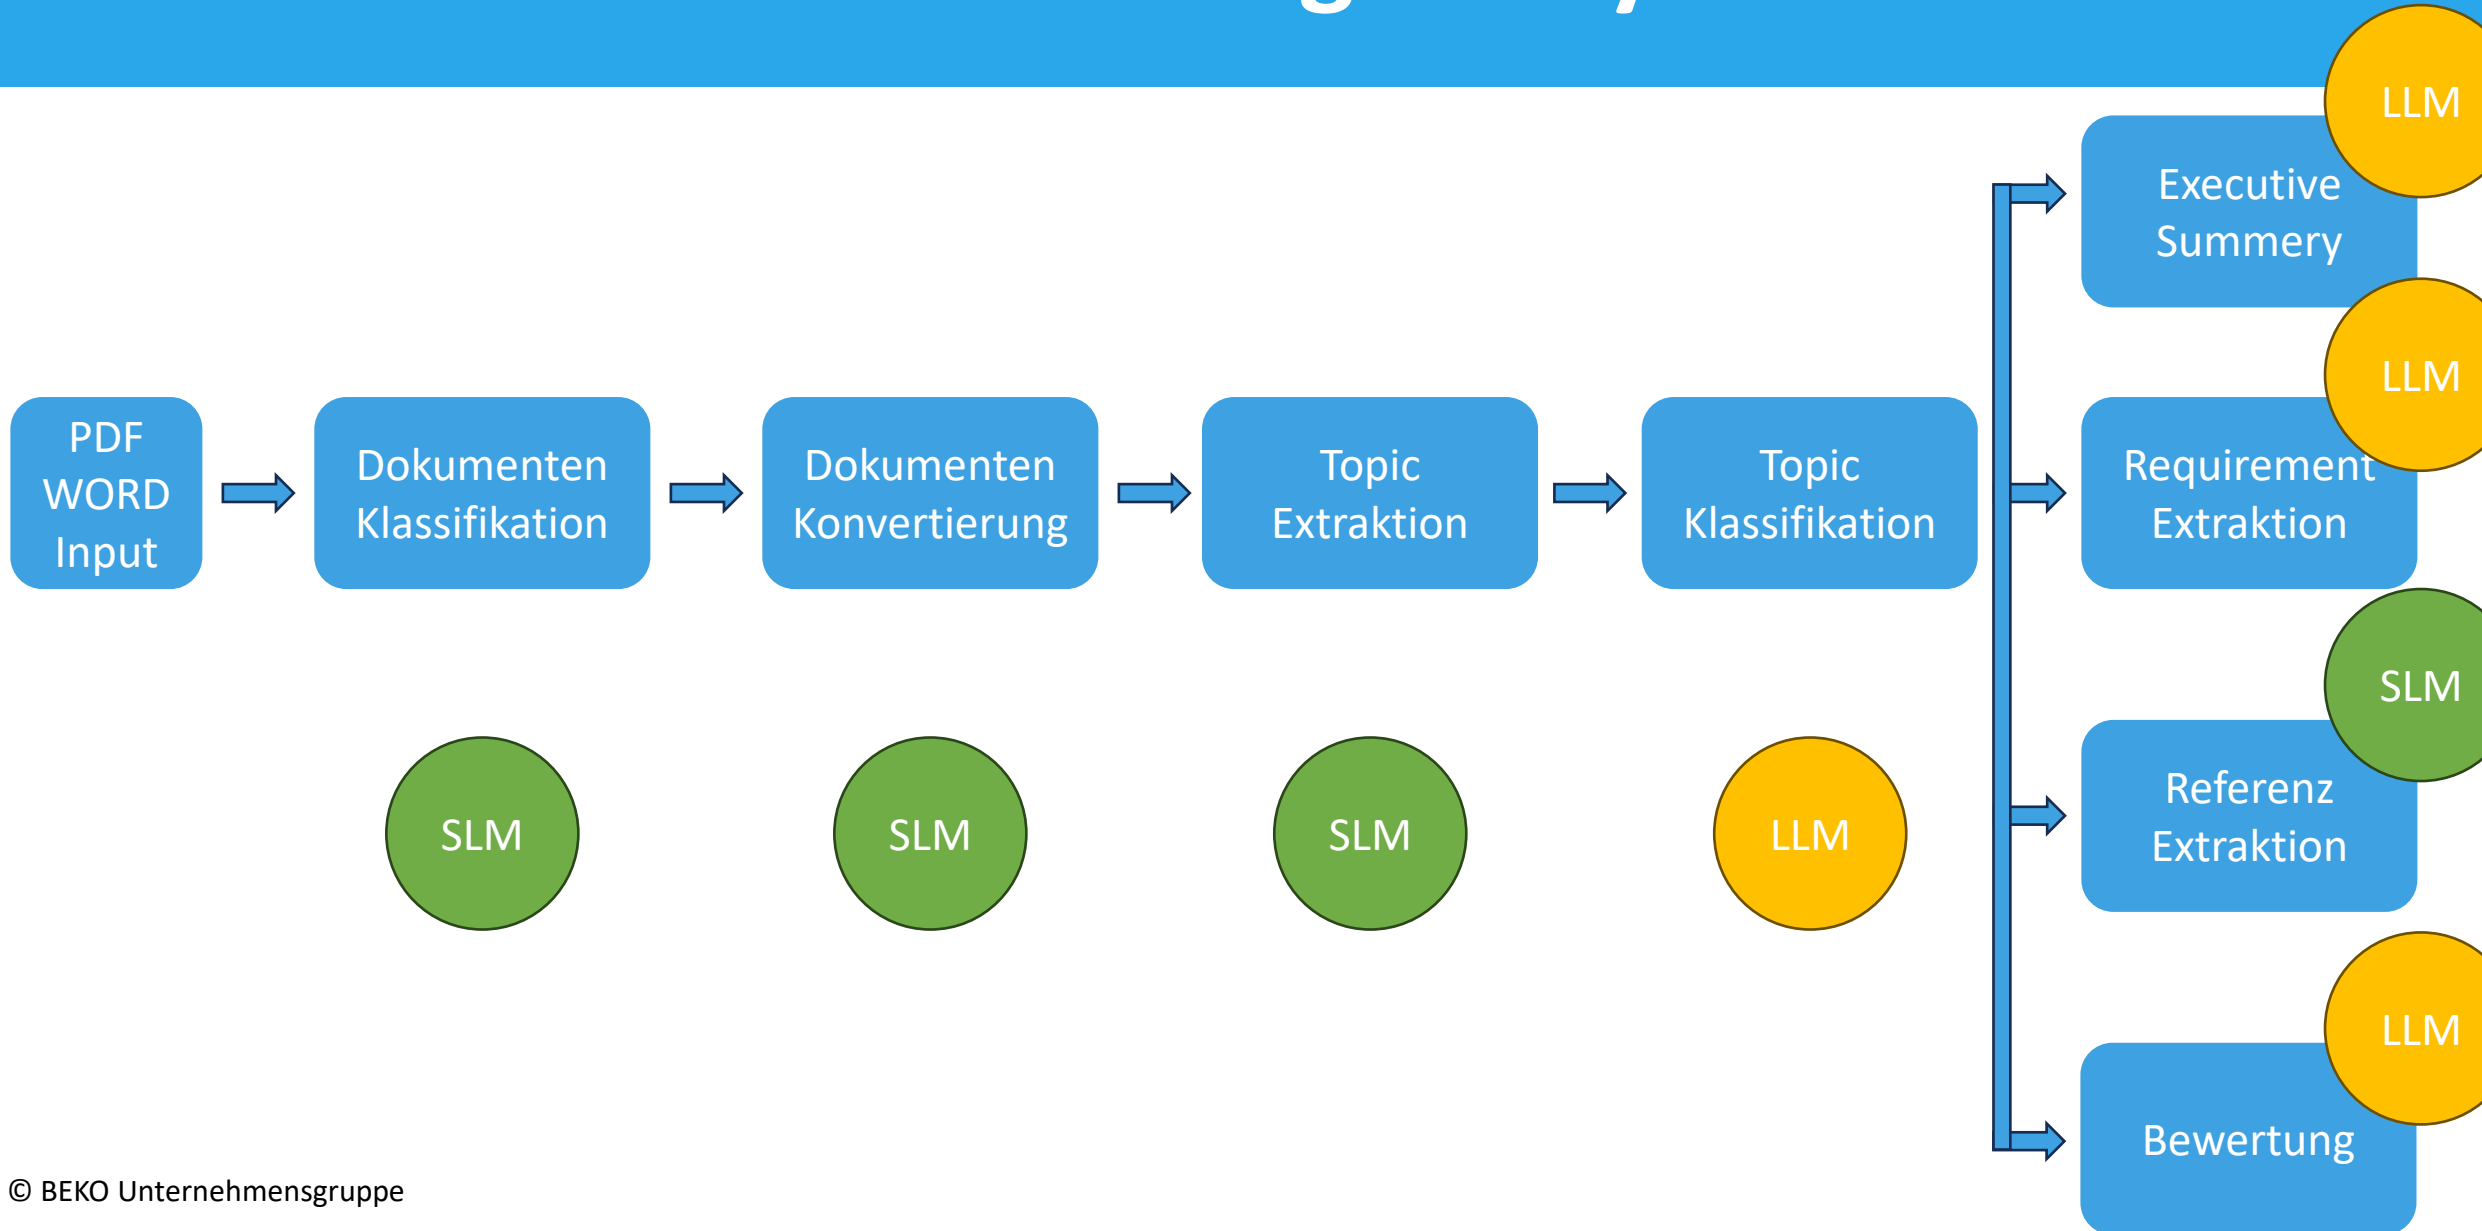 PDF
WORD
Input
Dokumenten
Klassifikation
Dokumenten
Konvertierung
Topic
Extraktion
Topic
Klassifikation
Executive
Summery
Requirement
Extraktion
Referenz
Extraktion
Bewertung
LLM
LLM
SLM
LLM
SLM
SLM
SLM
LLM
© BEKO Unternehmensgruppe